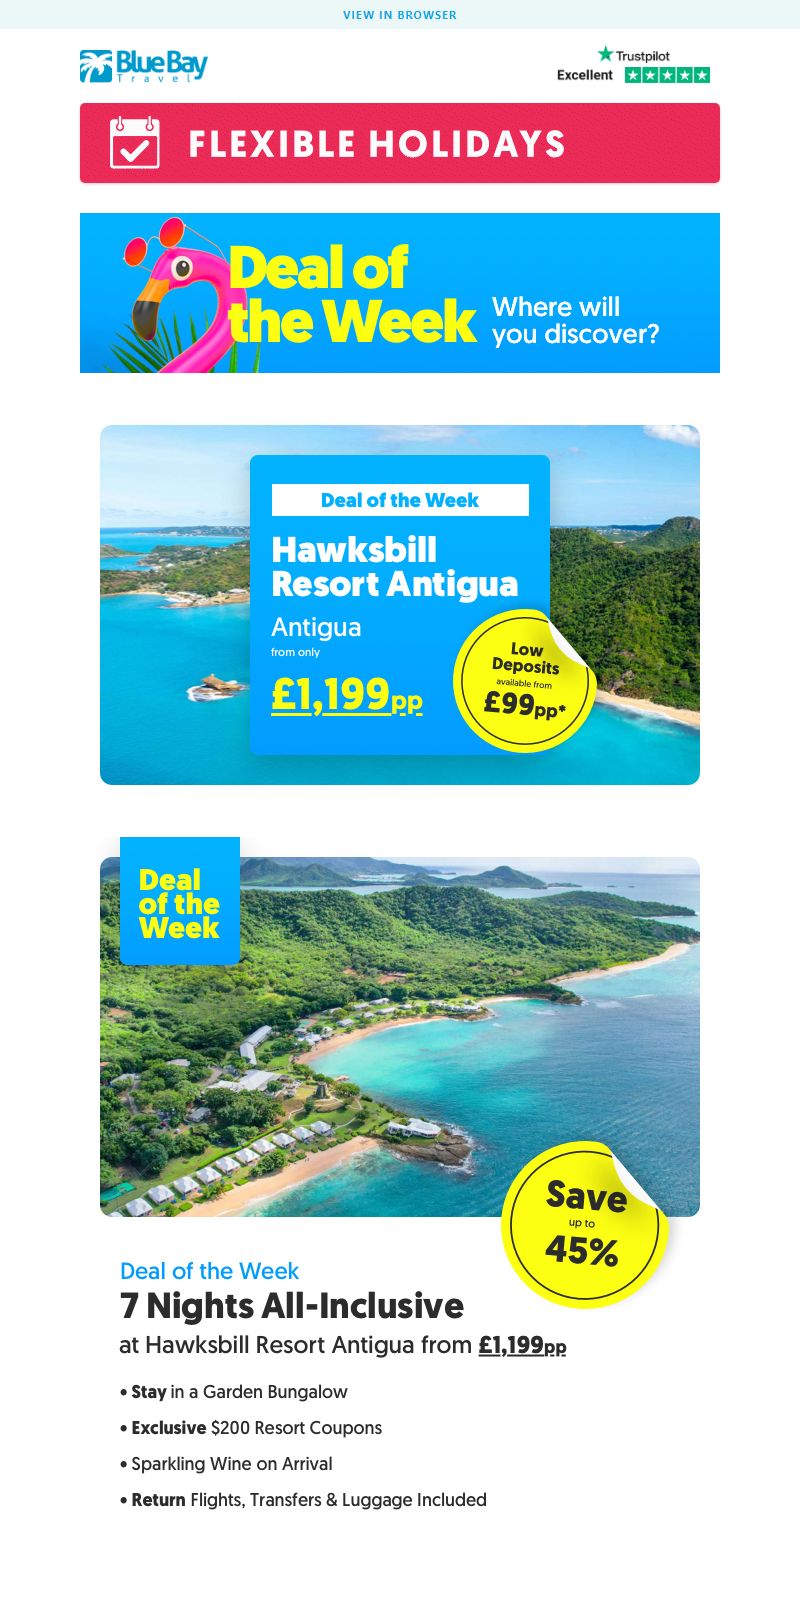 VIEW IN BROWSER
Blue Bay
Travel
Trustpilot
Excellent
FLEXIBLE HOLIDAYS
Deal of
the Week
Where will
you discover?
Deal of the Week
Hawksbill
Resort Antigua
Antigua
from only
£1,199pp
Low
Deposits
available from
£99pp*
Deal
of the
Week
Save
up to
45%
Deal of the Week
7 Nights All-Inclusive
at Hawksbill Resort Antigua from £1,199pp
• Stay in a Garden Bungalow
• Exclusive $200 Resort Coupons
• Sparkling Wine on Arrival
• Return Flights, Transfers & Luggage Included